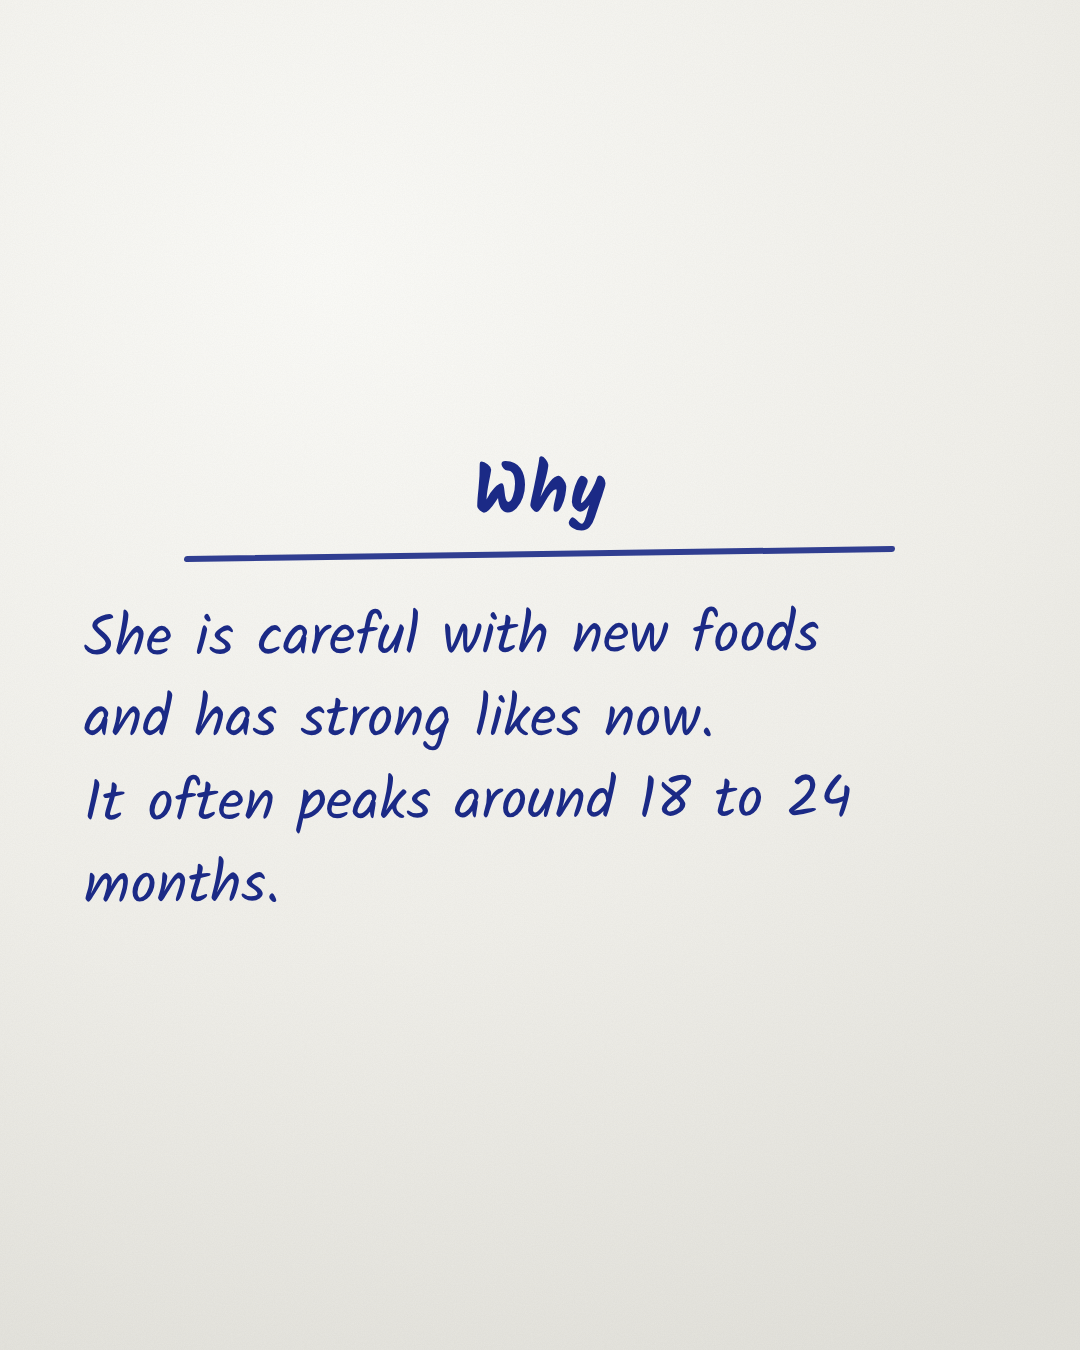 Why
She is careful with new foods
and has strong likes now.
It often peaks around 18 to 24
months.